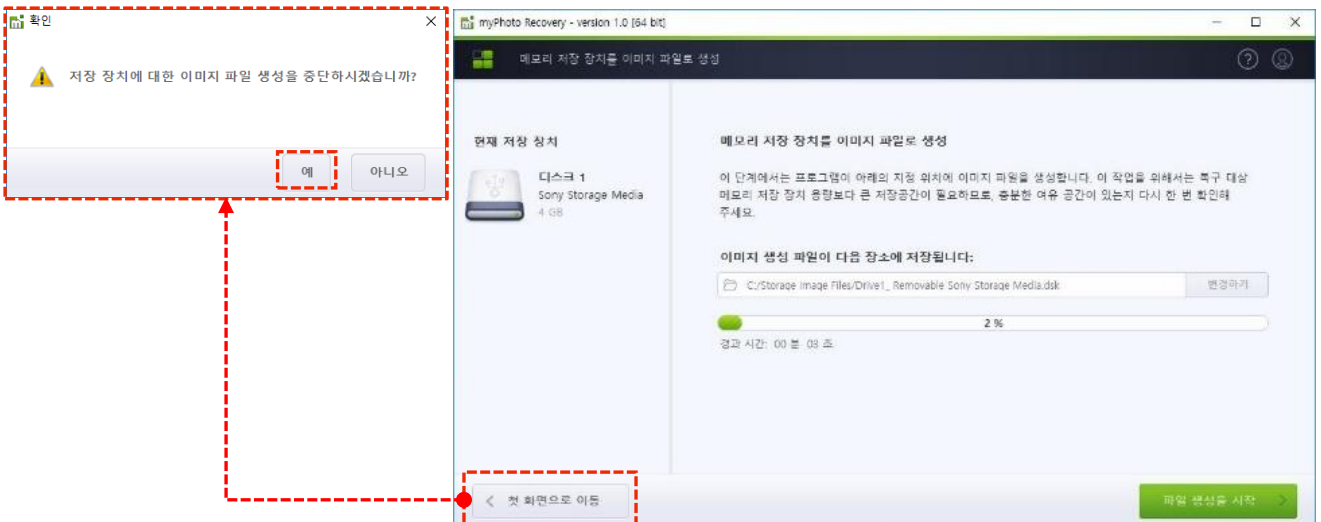 확인
저장 장치에 대한 이미지 파일 생성을 중단하시겠습니까?
예
아니오
myPhoto Recovery - version 1.0 [64 bit]
메모리 저장 장치를 이미지 파일로 생성
현재 저장 장치
디스크 1
Sony Storage Media
4 GB
메모리 저장 장치를 이미지 파일로 생성
이 단계에서는 프로그램이 아래의 지정 위치에 이미지 파일을 생성합니다. 이 작업을 위해서는 복구 대상
메모리 저장 장치 용량보다 큰 저장공간이 필요하므로, 충분한 여유 공간이 있는지 다시 한 번 확인해
주세요.
이미지 생성 파일이 다음 장소에 저장됩니다:
C:/Storage Image Files/Drive1_ Removable Sony Storage Media.dsk
변경하기
2 %
경과 시간: 00 분 03 초
첫 화면으로 이동
파일 생성을 시작